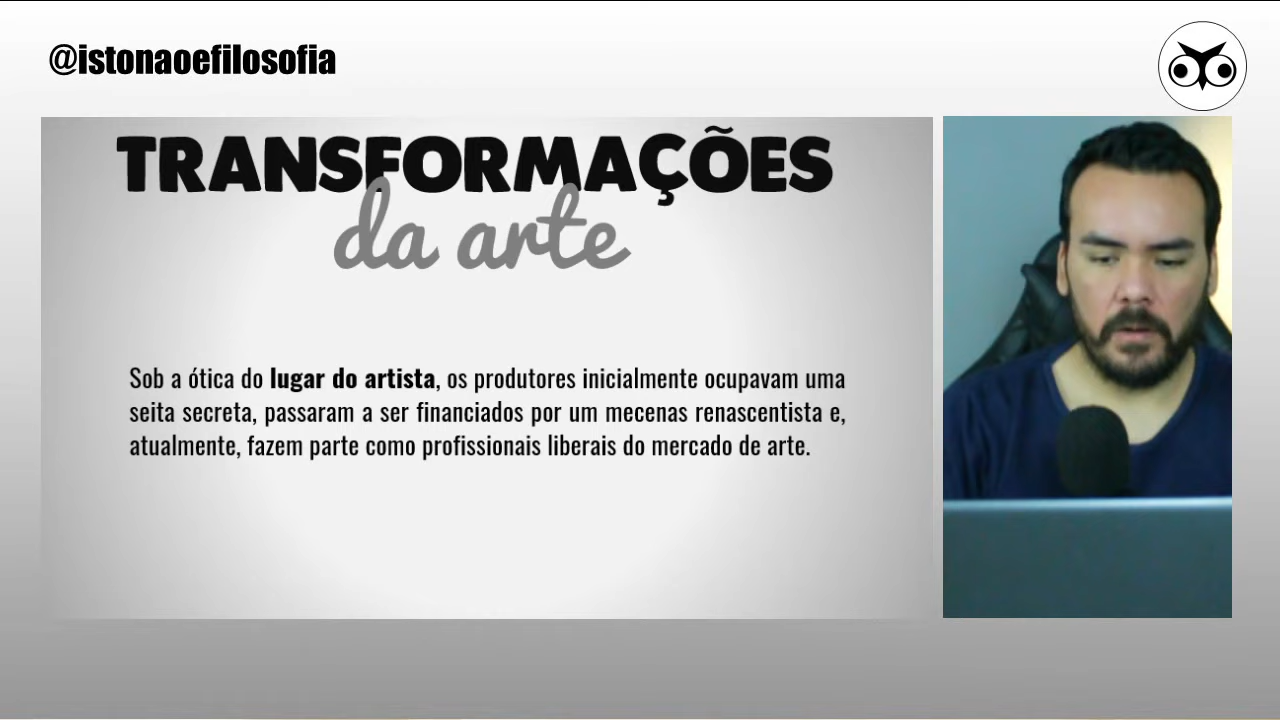 @istonaoefilosofia
TRANSFORMAÇÕES
da arte
Sob a ótica do lugar do artista, os produtores inicialmente ocupavam uma
seita secreta, passaram a ser financiados por um mecenas renascentista e,
atualmente, fazem parte como profissionais liberais do mercado de arte.